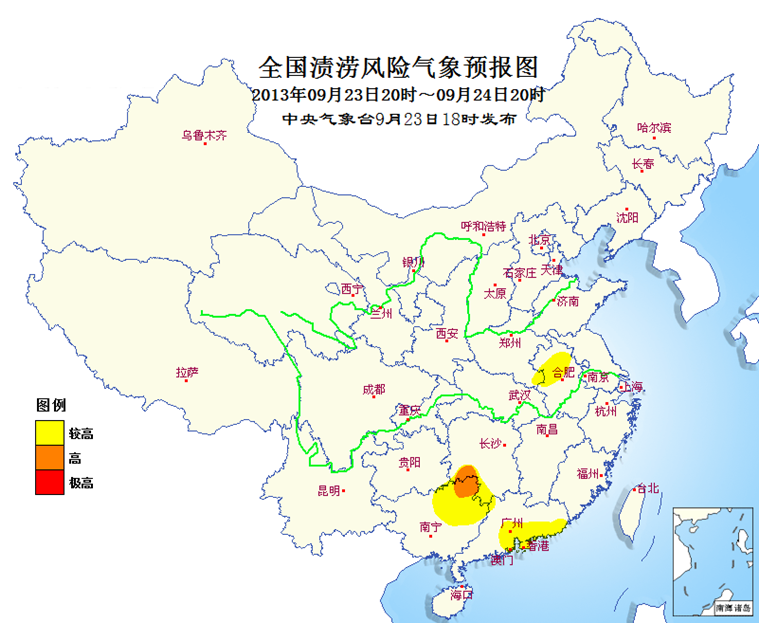 全国渍涝风险气象预报图
2013年09月23日20时～09月24日20时
中央气象台9月23日18时发布
哈尔滨
乌鲁木齐
长春
沈阳
呼和浩特
北京
银川
天津
石家庄
西宁
太原
济南
兰州
西安
郑州
拉萨
合肥
南京
成都
上海
武汉
重庆
杭州
南昌
长沙
贵阳
福州
昆明
台北
广州
南宁
香港
澳门
海口
图例
较高
高
极高
南海诸岛